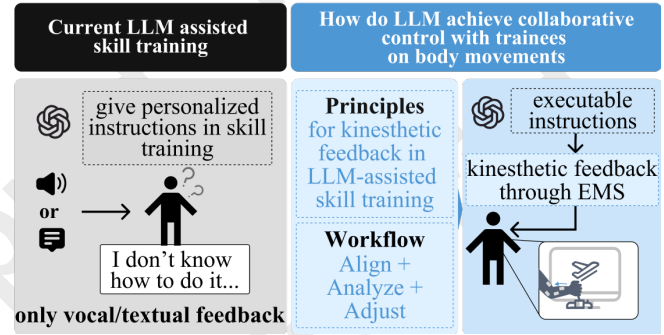 Current LLM assisted
skill training
How do LLM achieve collaborative
control with trainees
on body movements
give personalized
instructions in skill
training
or
I don't know
how to do it...
only vocal/textual feedback
Principles
for kinesthetic
feedback in
LLM-assisted
skill training
Workflow
Align +
Analyze +
Adjust
executable
instructions
kinesthetic feedback
through EMS